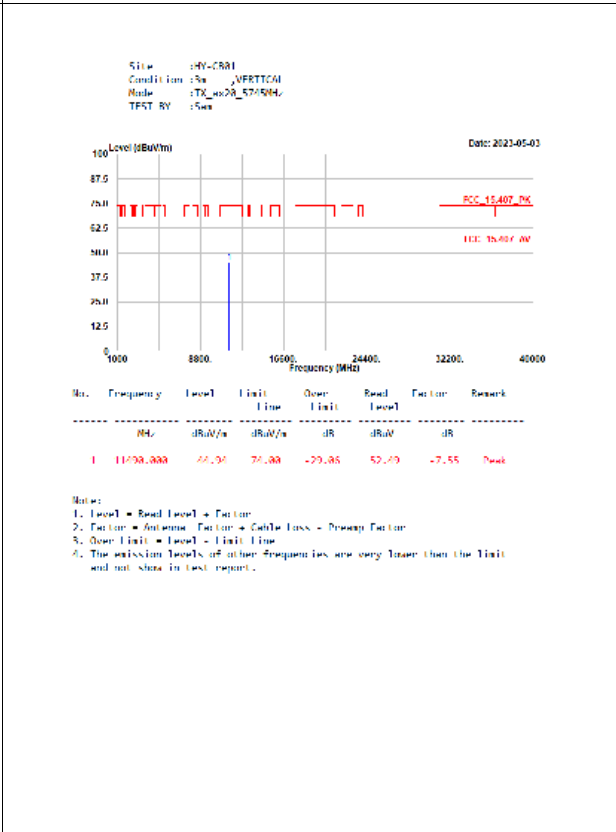 Site :HY-CB01
Condition :3m ,VERTICAL
Mode :TX_ax20_5745MHz
TEST BY :Sam
Level (dBuV/m)
Date: 2023-05-03
100
87.5
75.0
FCC_15.407_PK
62.5
FCC_15.407_AV
50.0
1
37.5
25.0
12.5
0
1000 8800. 16600. 24400. 32200. 40000
Frequency (MHz)
No. Frequency Level Limit Over Read Factor Remark
Line Limit Level
MHz dBuV/m dBuV/m dB dBuV dB
1 11490.000 44.94 74.00 -29.06 52.49 -7.55 Peak
Note:
1. Level = Read Level + Factor
2. Factor = Antenna Factor + Cable Loss - Preamp Factor
3. Over Limit = Level - Limit Line
4. The emission levels of other frequencies are very lower than the limit
and not show in test report.